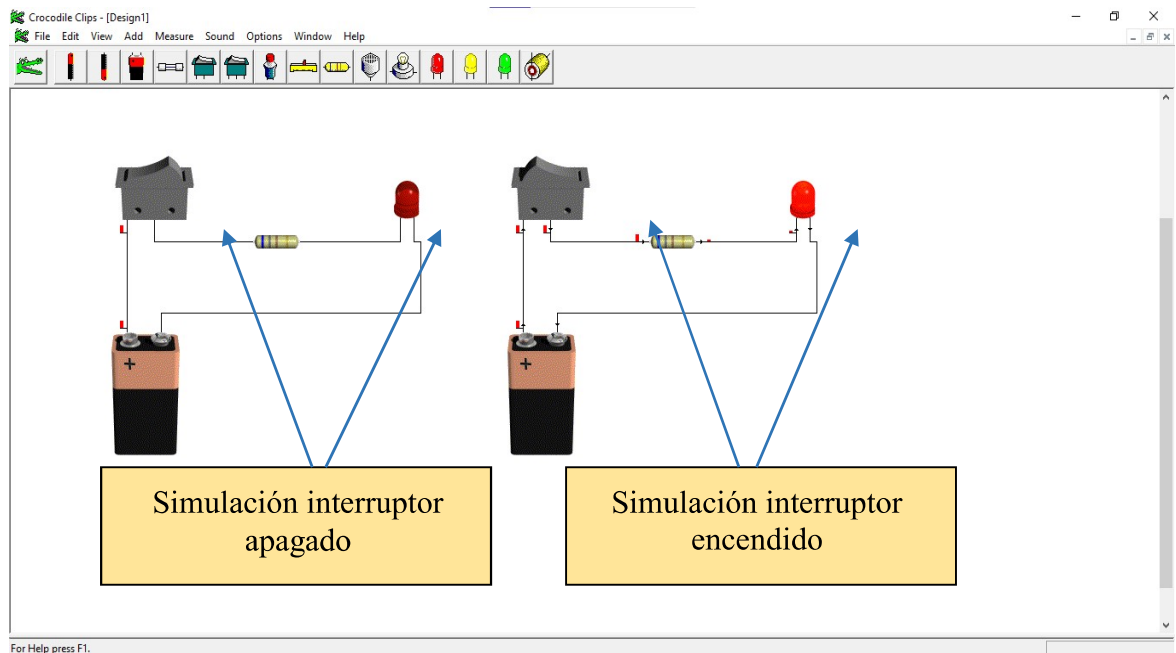 Crocodile Clips - [Design1]
File Edit View Add Measure Sound Options Window Help
+
+
Simulación interruptor
apagado
Simulación interruptor
encendido
For Help press F1.